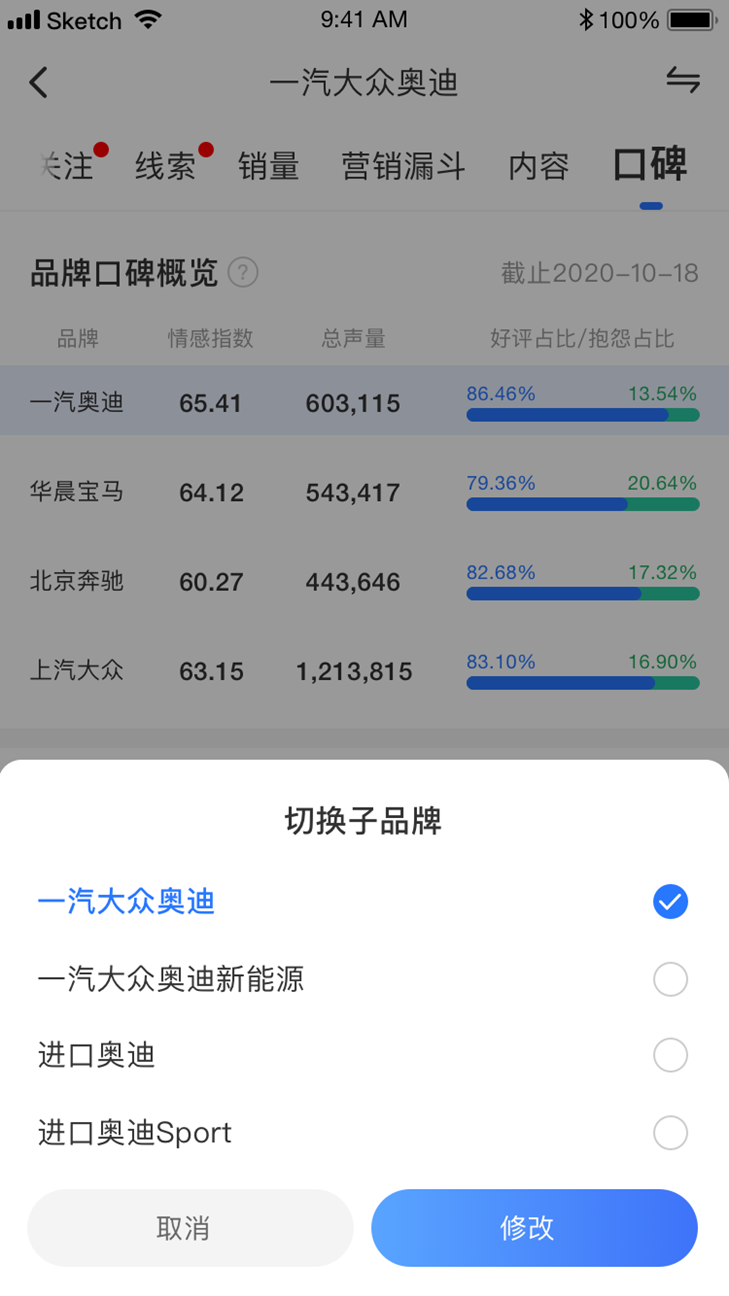 Sketch 9:41 AM 100%
一汽大众奥迪
关注 线索 销量 营销漏斗 内容 口碑
品牌口碑概览 ? 截止2020-10-18
品牌 情感指数 总声量 好评占比/抱怨占比
一汽奥迪 65.41 603,115 86.46% 13.54%
华晨宝马 64.12 543,417 79.36% 20.64%
北京奔驰 60.27 443,646 82.68% 17.32%
上汽大众 63.15 1,213,815 83.10% 16.90%
切换子品牌
一汽大众奥迪
一汽大众奥迪新能源
进口奥迪
进口奥迪Sport
取消 修改